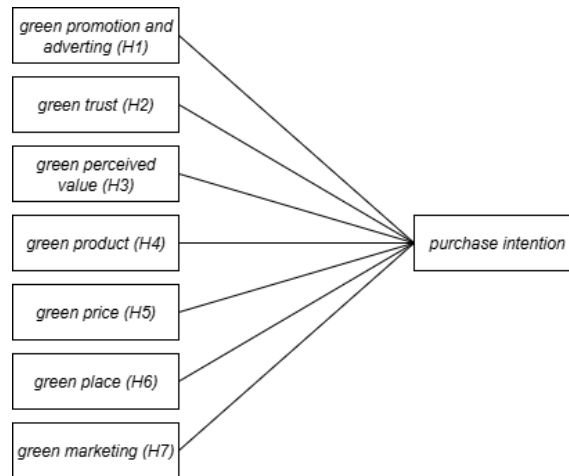 green promotion and
adverting (H1)
green trust (H2)
green perceived
value (H3)
green product (H4)
purchase intention
green price (H5)
green place (H6)
green marketing (H7)